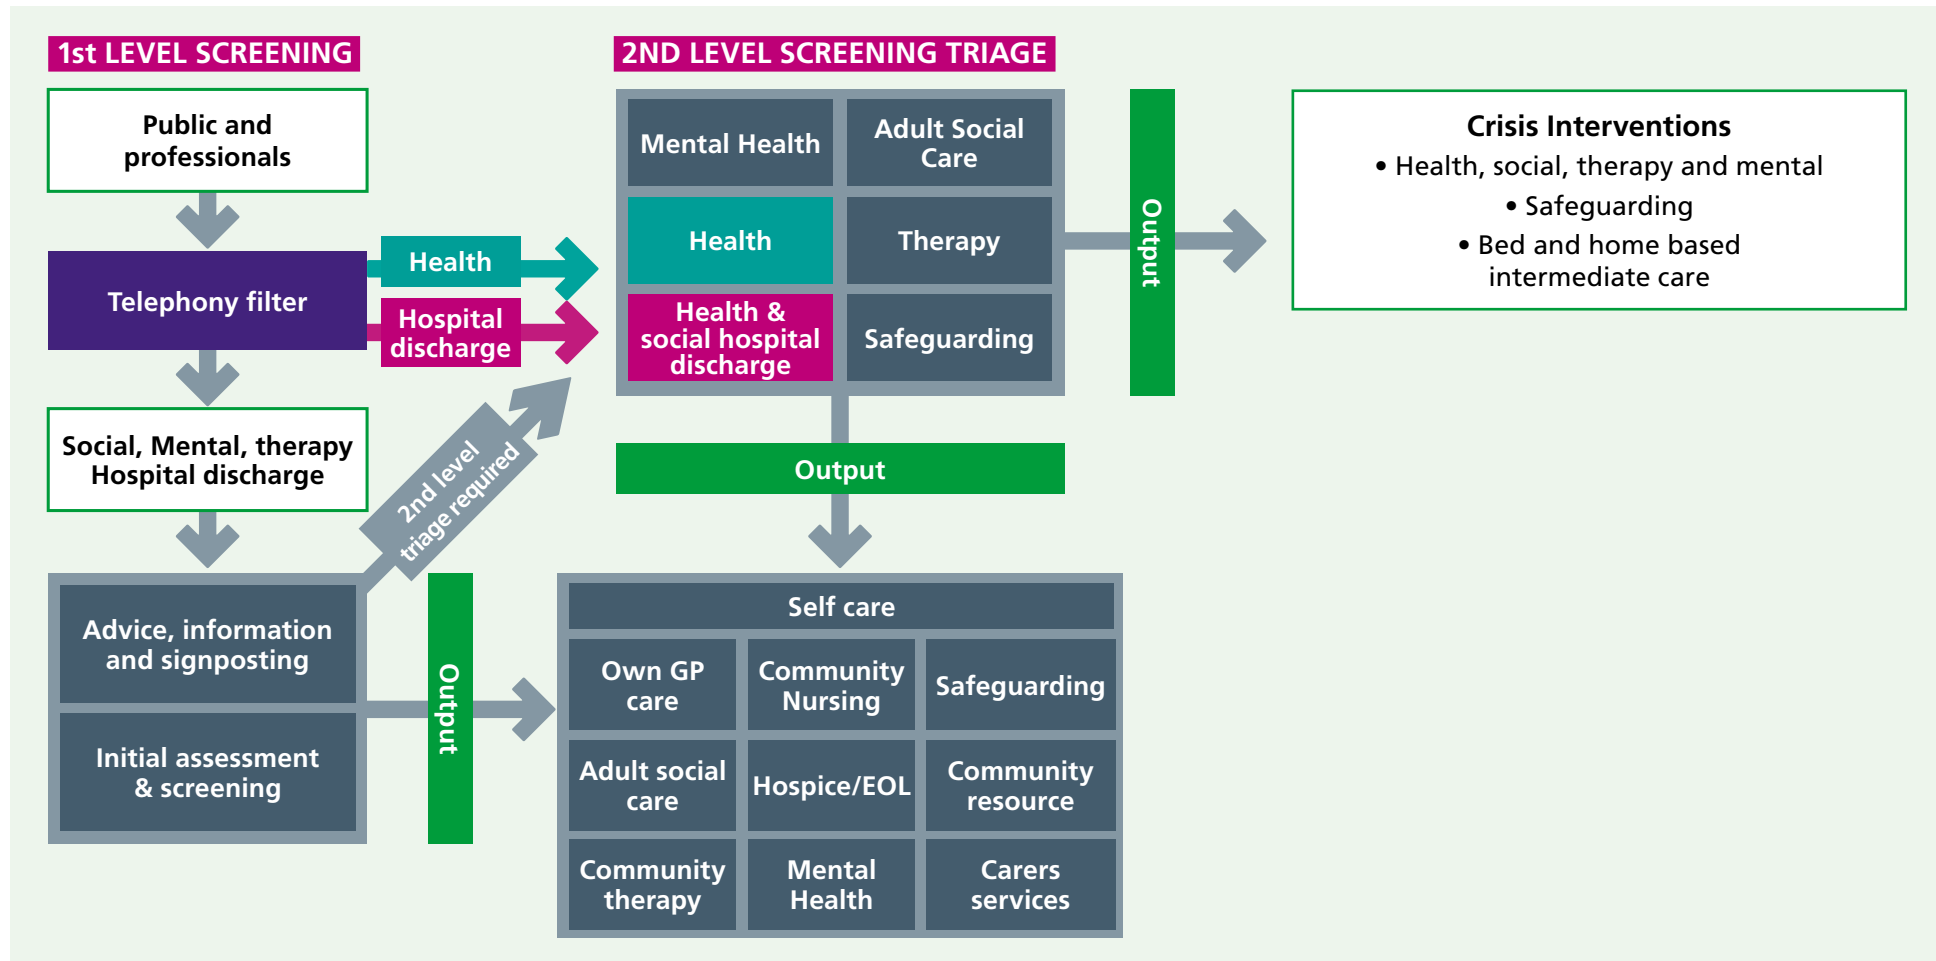 1st LEVEL SCREENING
Public and
professionals
Telephony filter
Health
Hospital
discharge
Social, Mental, therapy
Hospital discharge
2nd level
triage required
Advice, information
and signposting
Initial assessment
& screening
Output
2ND LEVEL SCREENING TRIAGE
Mental Health
Adult Social
Care
Health
Therapy
Health &
social hospital
discharge
Safeguarding
Output
Crisis Interventions
• Health, social, therapy and mental
• Safeguarding
• Bed and home based
intermediate care
Output
Self care
Own GP
care
Community
Nursing
Safeguarding
Adult social
care
Hospice/EOL
Community
resource
Community
therapy
Mental
Health
Carers
services